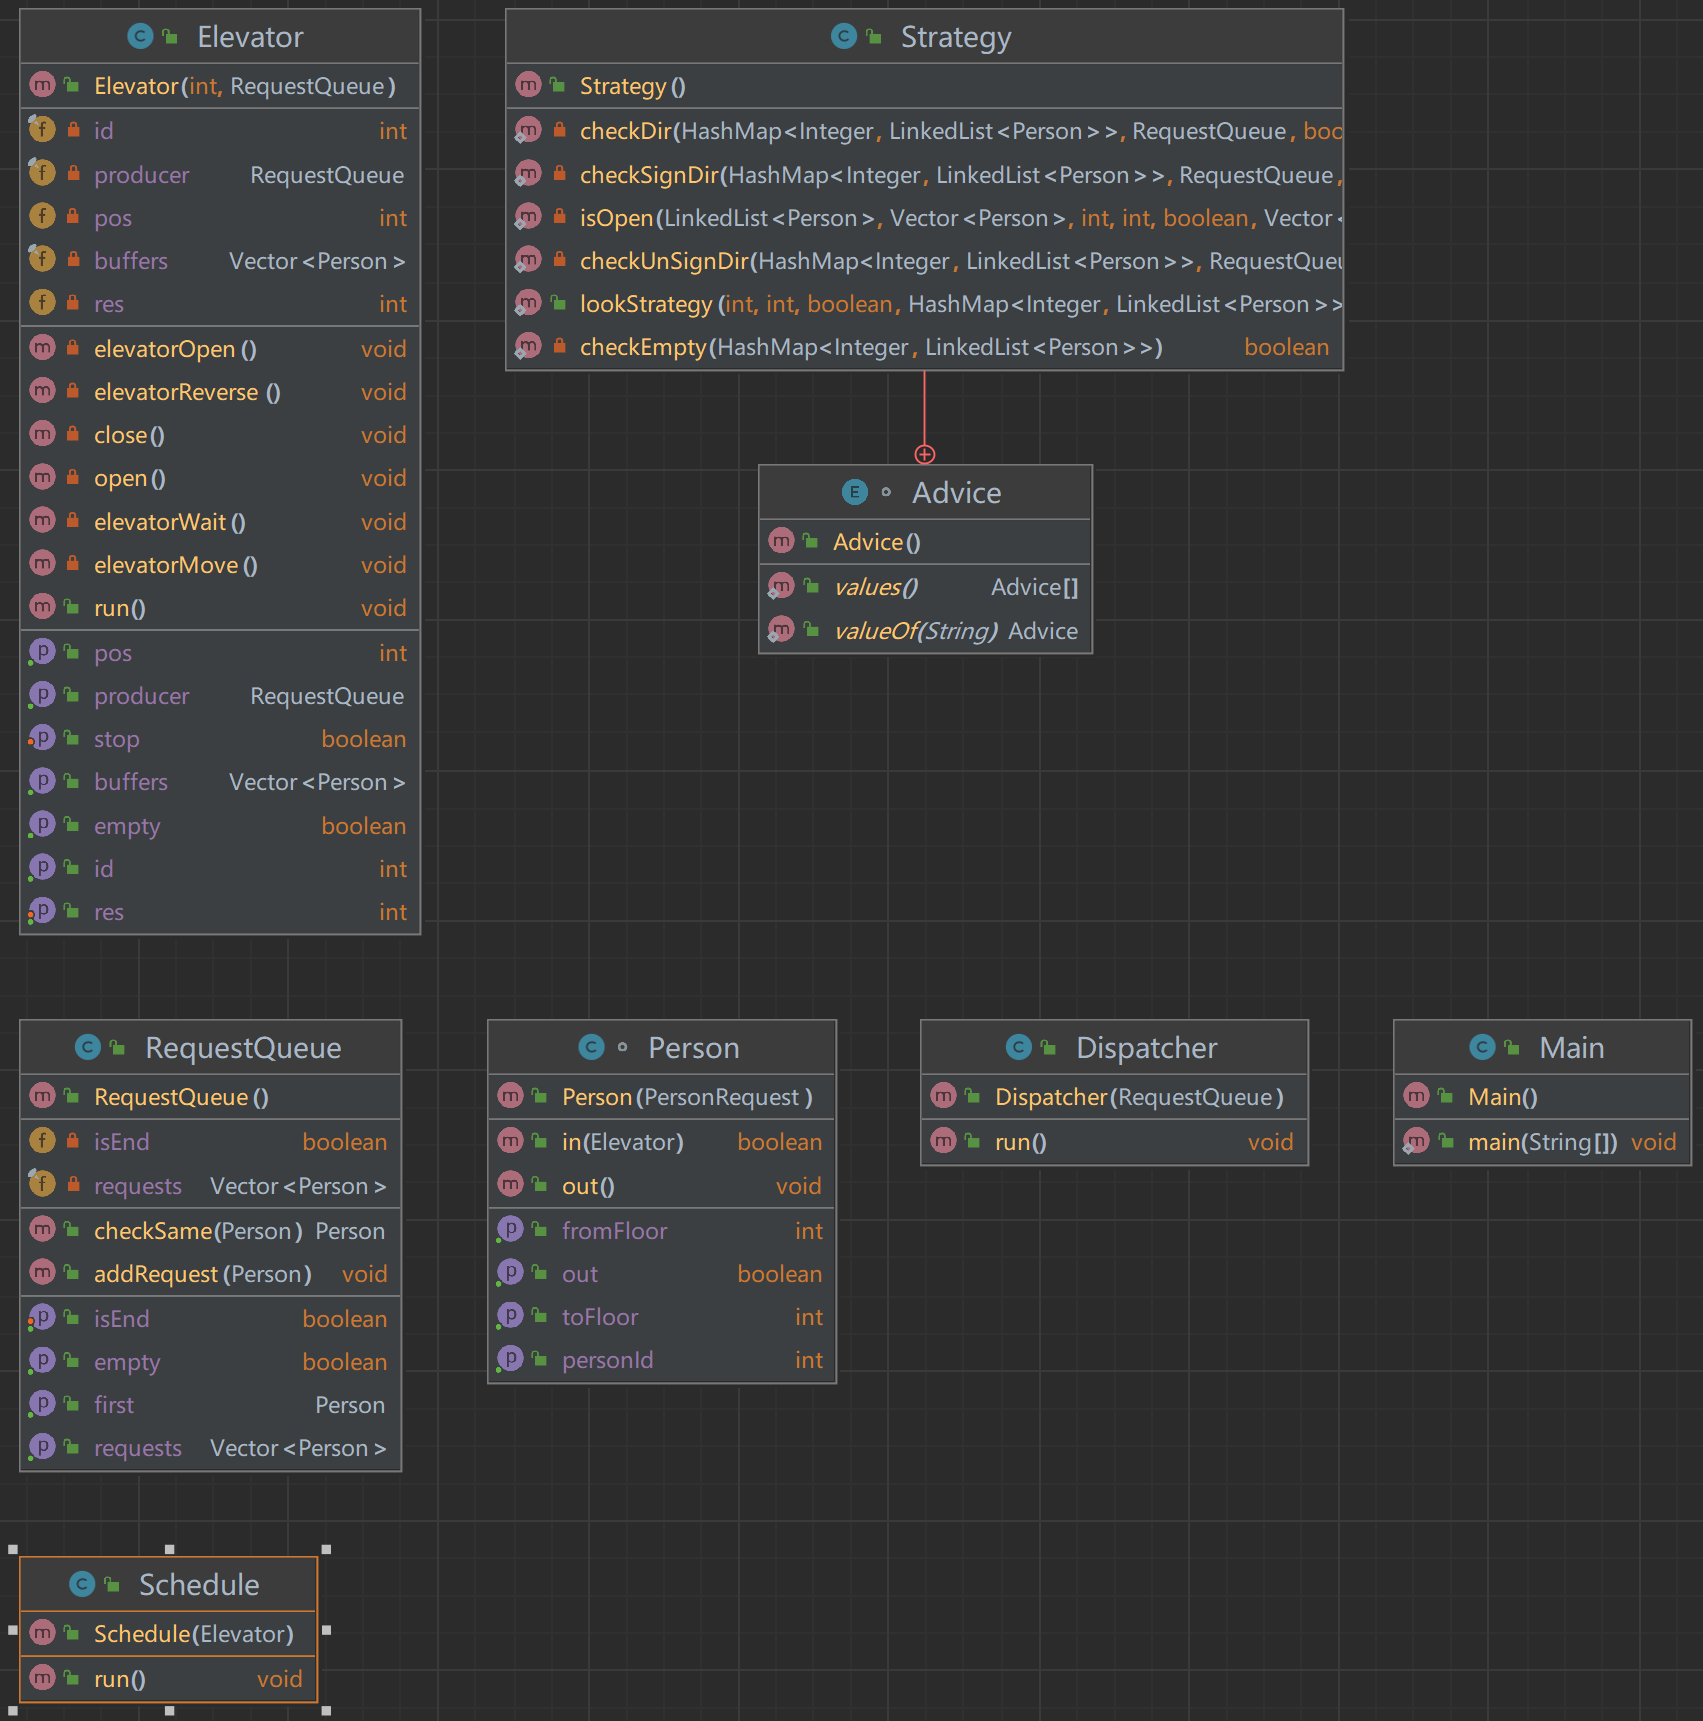 Elevator
Elevator(int, RequestQueue)
id int
producer RequestQueue
pos int
buffers Vector<Person>
res int
elevatorOpen() void
elevatorReverse() void
close() void
open() void
elevatorWait() void
elevatorMove() void
run() void
pos int
producer RequestQueue
stop boolean
buffers Vector<Person>
empty boolean
id int
res int
Strategy
Strategy()
checkDir(HashMap<Integer, LinkedList<Person>>, RequestQueue, boo
checkSignDir(HashMap<Integer, LinkedList<Person>>, RequestQueue,
isOpen(LinkedList<Person>, Vector<Person>, int, int, boolean, Vector<
checkUnSignDir(HashMap<Integer, LinkedList<Person>>, RequestQueu
lookStrategy(int, int, boolean, HashMap<Integer, LinkedList<Person>>
checkEmpty(HashMap<Integer, LinkedList<Person>>) boolean
Advice
Advice()
values() Advice[]
valueOf(String) Advice
RequestQueue
RequestQueue()
isEnd boolean
requests Vector<Person>
checkSame(Person) Person
addRequest(Person) void
isEnd boolean
empty boolean
first Person
requests Vector<Person>
Person
Person(PersonRequest)
in(Elevator) boolean
out() void
fromFloor int
out boolean
toFloor int
personId int
Dispatcher
Dispatcher(RequestQueue)
run() void
Main
Main()
main(String[]) void
Schedule
Schedule(Elevator)
run() void